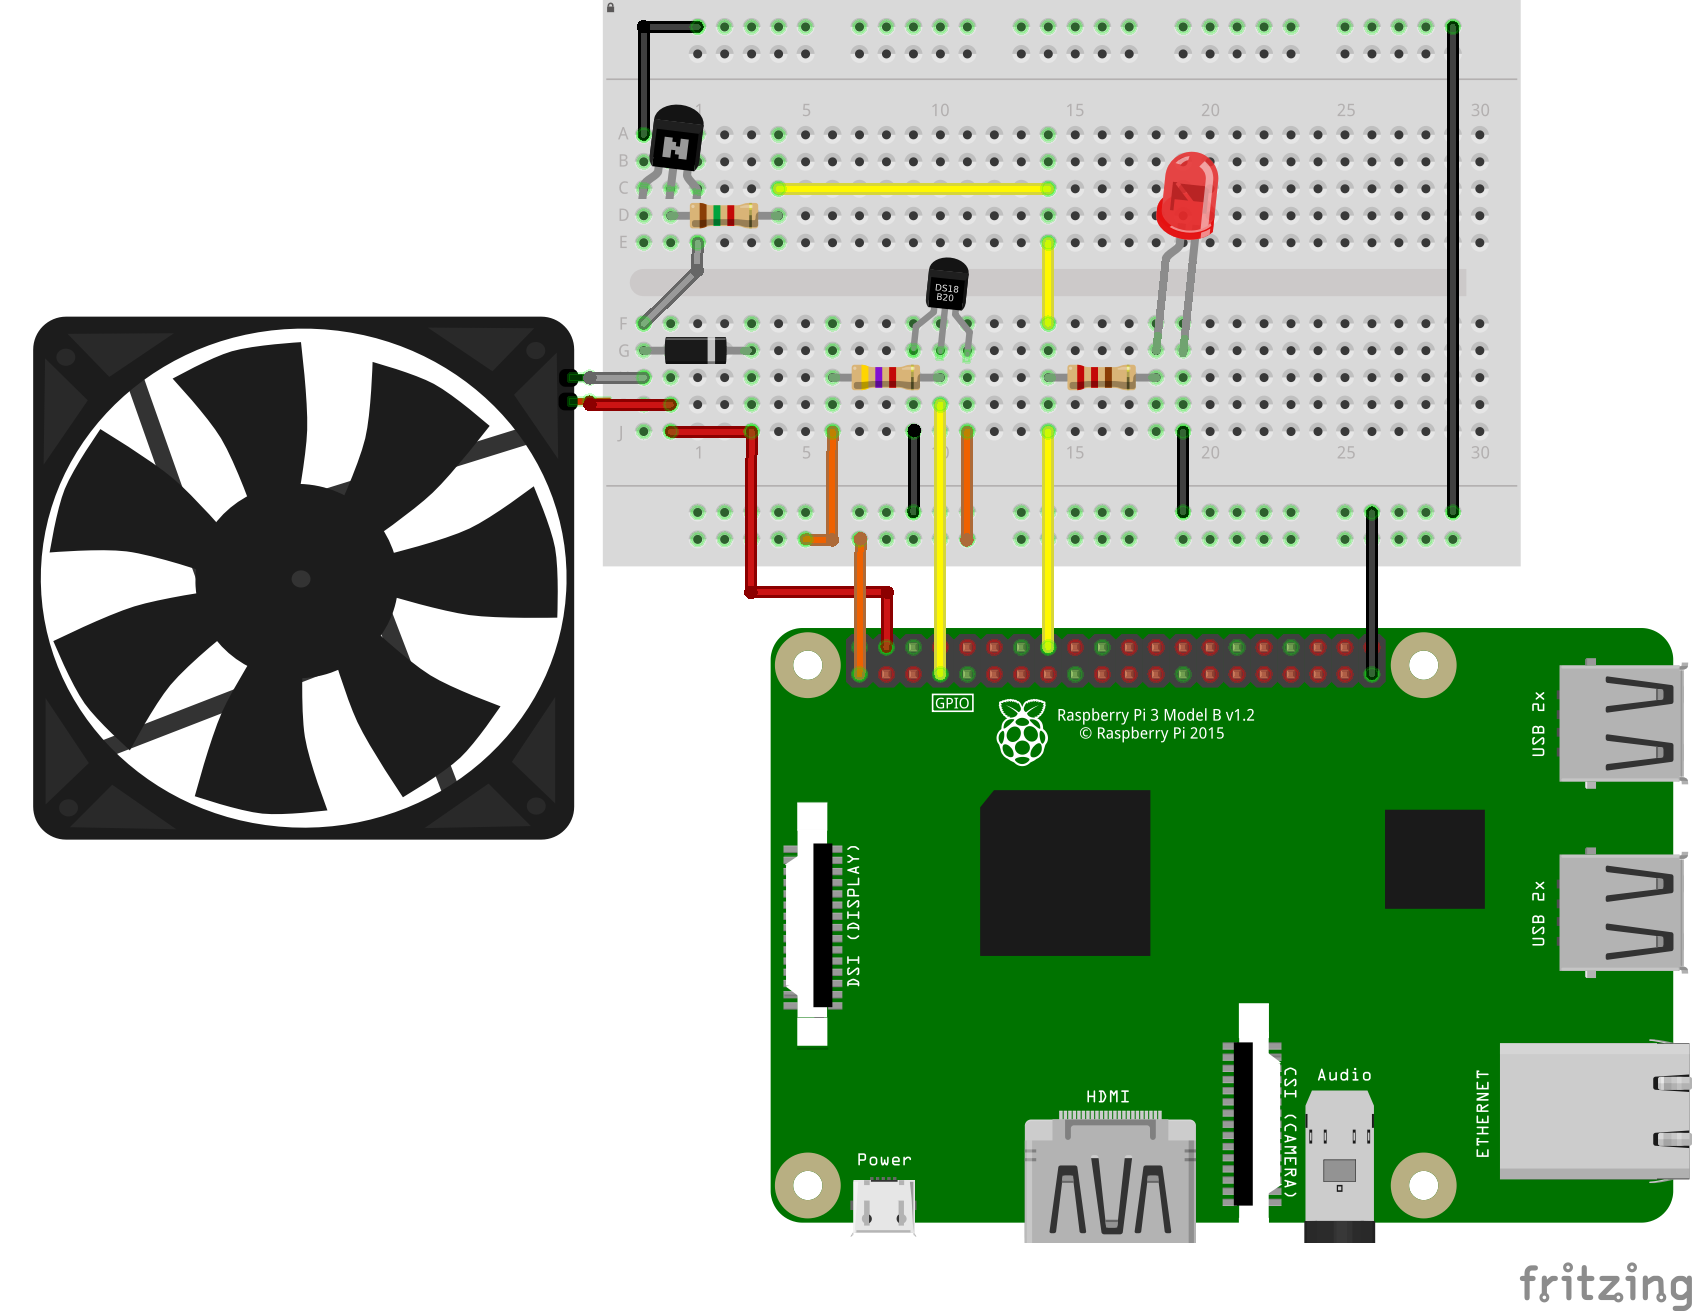 1 5 10 15 20 25 30
A
B
C
D
E
F
G
J
N
DS18
B20
1 5 15 20 25 30
GPIO
Raspberry Pi 3 Model B v1.2
© Raspberry Pi 2015
USB 2x
USB 2x
DSI (DISPLAY)
CSI (CAMERA)
Audio
HDMI
ETHERNET
Power
fritzing